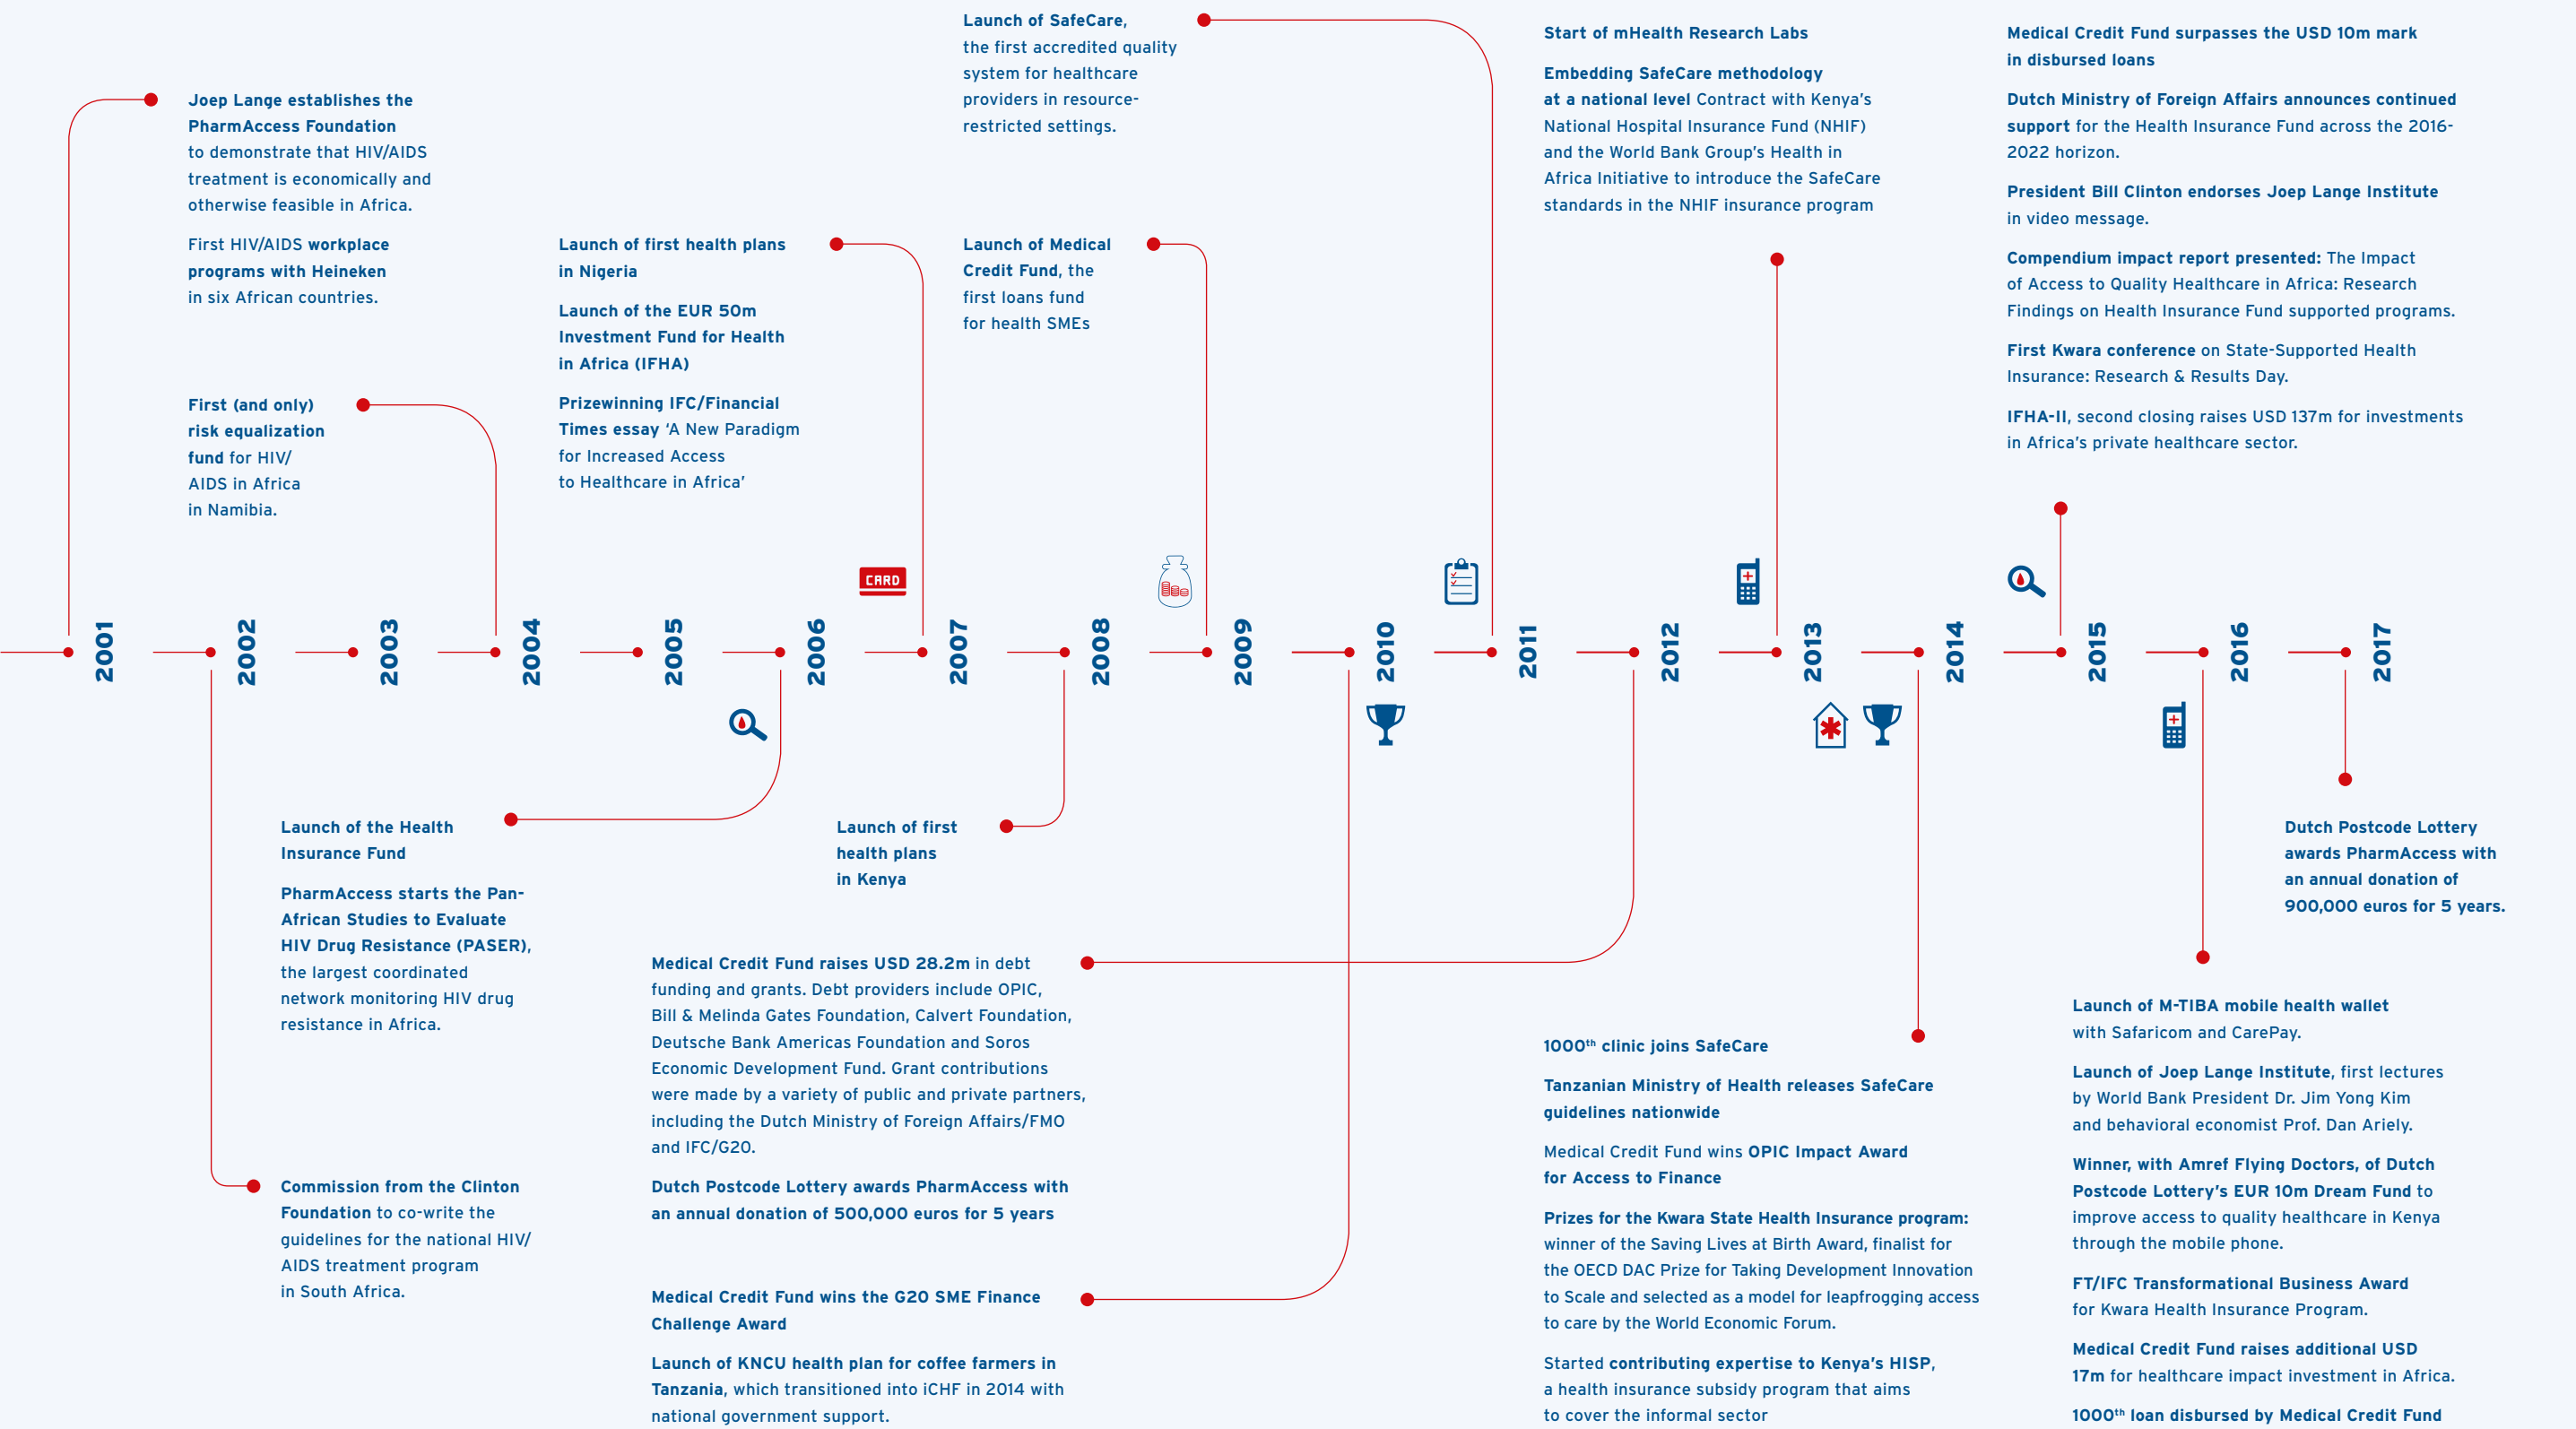 Joep Lange establishes the
PharmAccess Foundation
to demonstrate that HIV/AIDS
treatment is economically and
otherwise feasible in Africa.
First HIV/AIDS workplace
programs with Heineken
in six African countries.
First (and only)
risk equalization
fund for HIV/
AIDS in Africa
in Namibia.
Launch of first health plans
in Nigeria
Launch of the EUR 50m
Investment Fund for Health
in Africa (IFHA)
Prizewinning IFC/Financial
Times essay ‘A New Paradigm
for Increased Access
to Healthcare in Africa’
Launch of SafeCare,
the first accredited quality
system for healthcare
providers in resource-
restricted settings.
Launch of Medical
Credit Fund, the
first loans fund
for health SMEs
Start of mHealth Research Labs
Embedding SafeCare methodology
at a national level Contract with Kenya’s
National Hospital Insurance Fund (NHIF)
and the World Bank Group’s Health in
Africa Initiative to introduce the SafeCare
standards in the NHIF insurance program
Medical Credit Fund surpasses the USD 10m mark
in disbursed loans
Dutch Ministry of Foreign Affairs announces continued
support for the Health Insurance Fund across the 2016-
2022 horizon.
President Bill Clinton endorses Joep Lange Institute
in video message.
Compendium impact report presented: The Impact
of Access to Quality Healthcare in Africa: Research
Findings on Health Insurance Fund supported programs.
First Kwara conference on State-Supported Health
Insurance: Research & Results Day.
IFHA-II, second closing raises USD 137m for investments
in Africa’s private healthcare sector.
CARD
2001
2002
2003
2004
2005
2006
2007
2008
2009
2010
2011
2012
2013
2014
2015
2016
2017
Launch of the Health
Insurance Fund
PharmAccess starts the Pan-
African Studies to Evaluate
HIV Drug Resistance (PASER),
the largest coordinated
network monitoring HIV drug
resistance in Africa.
Commission from the Clinton
Foundation to co-write the
guidelines for the national HIV/
AIDS treatment program
in South Africa.
Launch of first
health plans
in Kenya
Medical Credit Fund raises USD 28.2m in debt
funding and grants. Debt providers include OPIC,
Bill & Melinda Gates Foundation, Calvert Foundation,
Deutsche Bank Americas Foundation and Soros
Economic Development Fund. Grant contributions
were made by a variety of public and private partners,
including the Dutch Ministry of Foreign Affairs/FMO
and IFC/G20.
Dutch Postcode Lottery awards PharmAccess with
an annual donation of 500,000 euros for 5 years
Medical Credit Fund wins the G20 SME Finance
Challenge Award
Launch of KNCU health plan for coffee farmers in
Tanzania, which transitioned into iCHF in 2014 with
national government support.
1000th clinic joins SafeCare
Tanzanian Ministry of Health releases SafeCare
guidelines nationwide
Medical Credit Fund wins OPIC Impact Award
for Access to Finance
Prizes for the Kwara State Health Insurance program:
winner of the Saving Lives at Birth Award, finalist for
the OECD DAC Prize for Taking Development Innovation
to Scale and selected as a model for leapfrogging access
to care by the World Economic Forum.
Started contributing expertise to Kenya’s HISP,
a health insurance subsidy program that aims
to cover the informal sector
Dutch Postcode Lottery
awards PharmAccess with
an annual donation of
900,000 euros for 5 years.
Launch of M-TIBA mobile health wallet
with Safaricom and CarePay.
Launch of Joep Lange Institute, first lectures
by World Bank President Dr. Jim Yong Kim
and behavioral economist Prof. Dan Ariely.
Winner, with Amref Flying Doctors, of Dutch
Postcode Lottery’s EUR 10m Dream Fund to
improve access to quality healthcare in Kenya
through the mobile phone.
FT/IFC Transformational Business Award
for Kwara Health Insurance Program.
Medical Credit Fund raises additional USD
17m for healthcare impact investment in Africa.
1000th loan disbursed by Medical Credit Fund